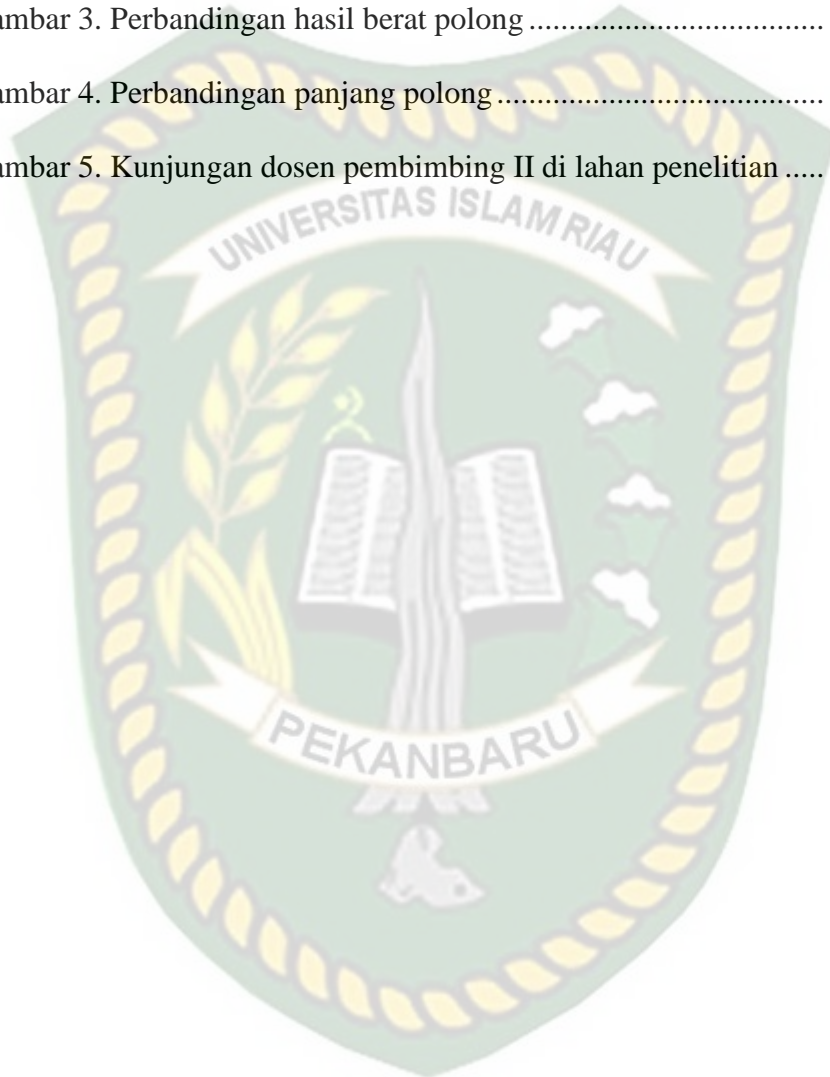 ambar 3. Perbandingan hasil berat polong ......................................
ambar 4. Perbandingan panjang polong ..........................................
ambar 5. Kunjungan dosen pembimbing II di lahan penelitian .....
UNIVERSITAS ISLAM RIAU
PEKANBARU